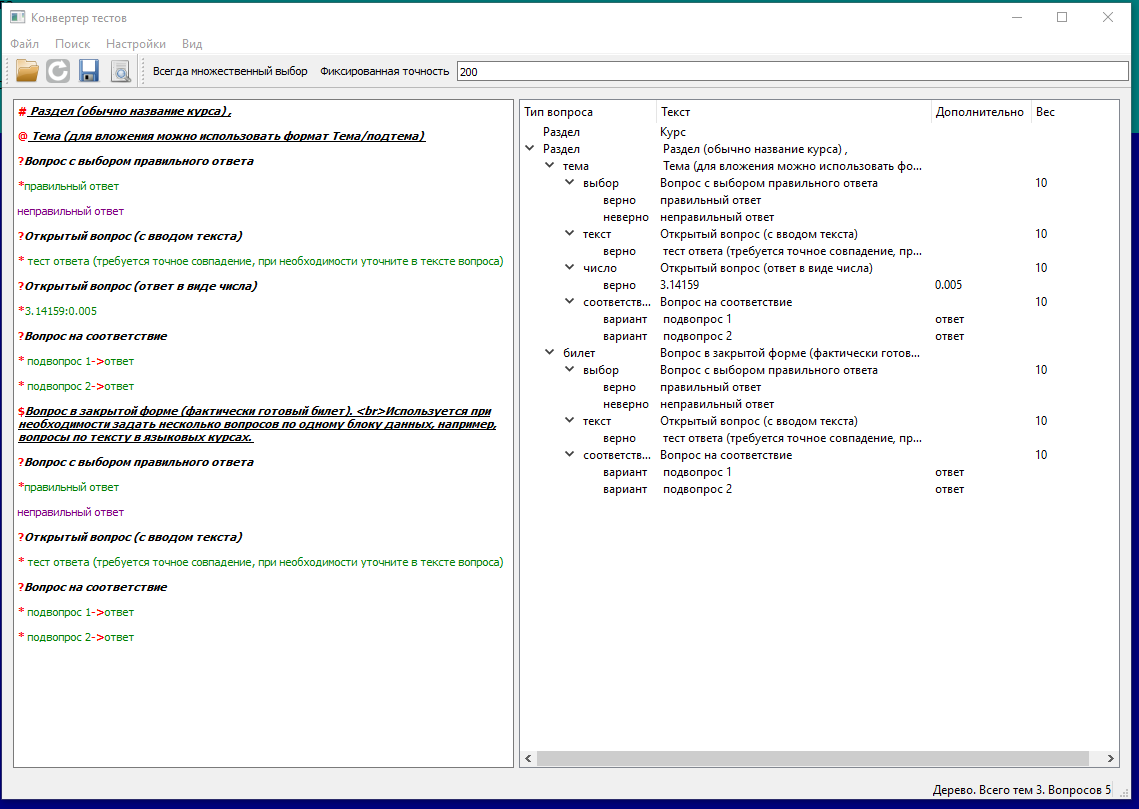 Конвертер тестов
Файл Поиск Настройки Вид
Всегда множественный выбор Фиксированная точность 200
# Раздел (обычно название курса) ,
@ Тема (для вложения можно использовать формат Тема/подтема)
?Вопрос с выбором правильного ответа
*правильный ответ
неправильный ответ
?Открытый вопрос (с вводом текста)
* тест ответа (требуется точное совпадение, при необходимости уточните в тексте вопроса)
?Открытый вопрос (ответ в виде числа)
*3.14159:0.005
?Вопрос на соответствие
* подвопрос 1->ответ
* подвопрос 2->ответ
$Вопрос в закрытой форме (фактически готовый билет). <br>Используется при
необходимости задать несколько вопросов по одному блоку данных, например,
вопросы по тексту в языковых курсах.
?Вопрос с выбором правильного ответа
*правильный ответ
неправильный ответ
?Открытый вопрос (с вводом текста)
* тест ответа (требуется точное совпадение, при необходимости уточните в тексте вопроса)
?Вопрос на соответствие
* подвопрос 1->ответ
* подвопрос 2->ответ
Тип вопроса Текст Дополнительно Вес
Раздел Курс
Раздел Раздел (обычно название курса) ,
тема Тема (для вложения можно использовать фо...
выбор Вопрос с выбором правильного ответа 10
верно правильный ответ
неверно неправильный ответ
текст Открытый вопрос (с вводом текста) 10
верно тест ответа (требуется точное совпадение, пр...
число Открытый вопрос (ответ в виде числа) 10
верно 3.14159 0.005
соответств... Вопрос на соответствие 10
вариант подвопрос 1 ответ
вариант подвопрос 2 ответ
билет Вопрос в закрытой форме (фактически готов...
выбор Вопрос с выбором правильного ответа 10
верно правильный ответ
неверно неправильный ответ
текст Открытый вопрос (с вводом текста) 10
верно тест ответа (требуется точное совпадение, пр...
соответств... Вопрос на соответствие 10
вариант подвопрос 1 ответ
вариант подвопрос 2 ответ
Дерево. Всего тем 3. Вопросов 5